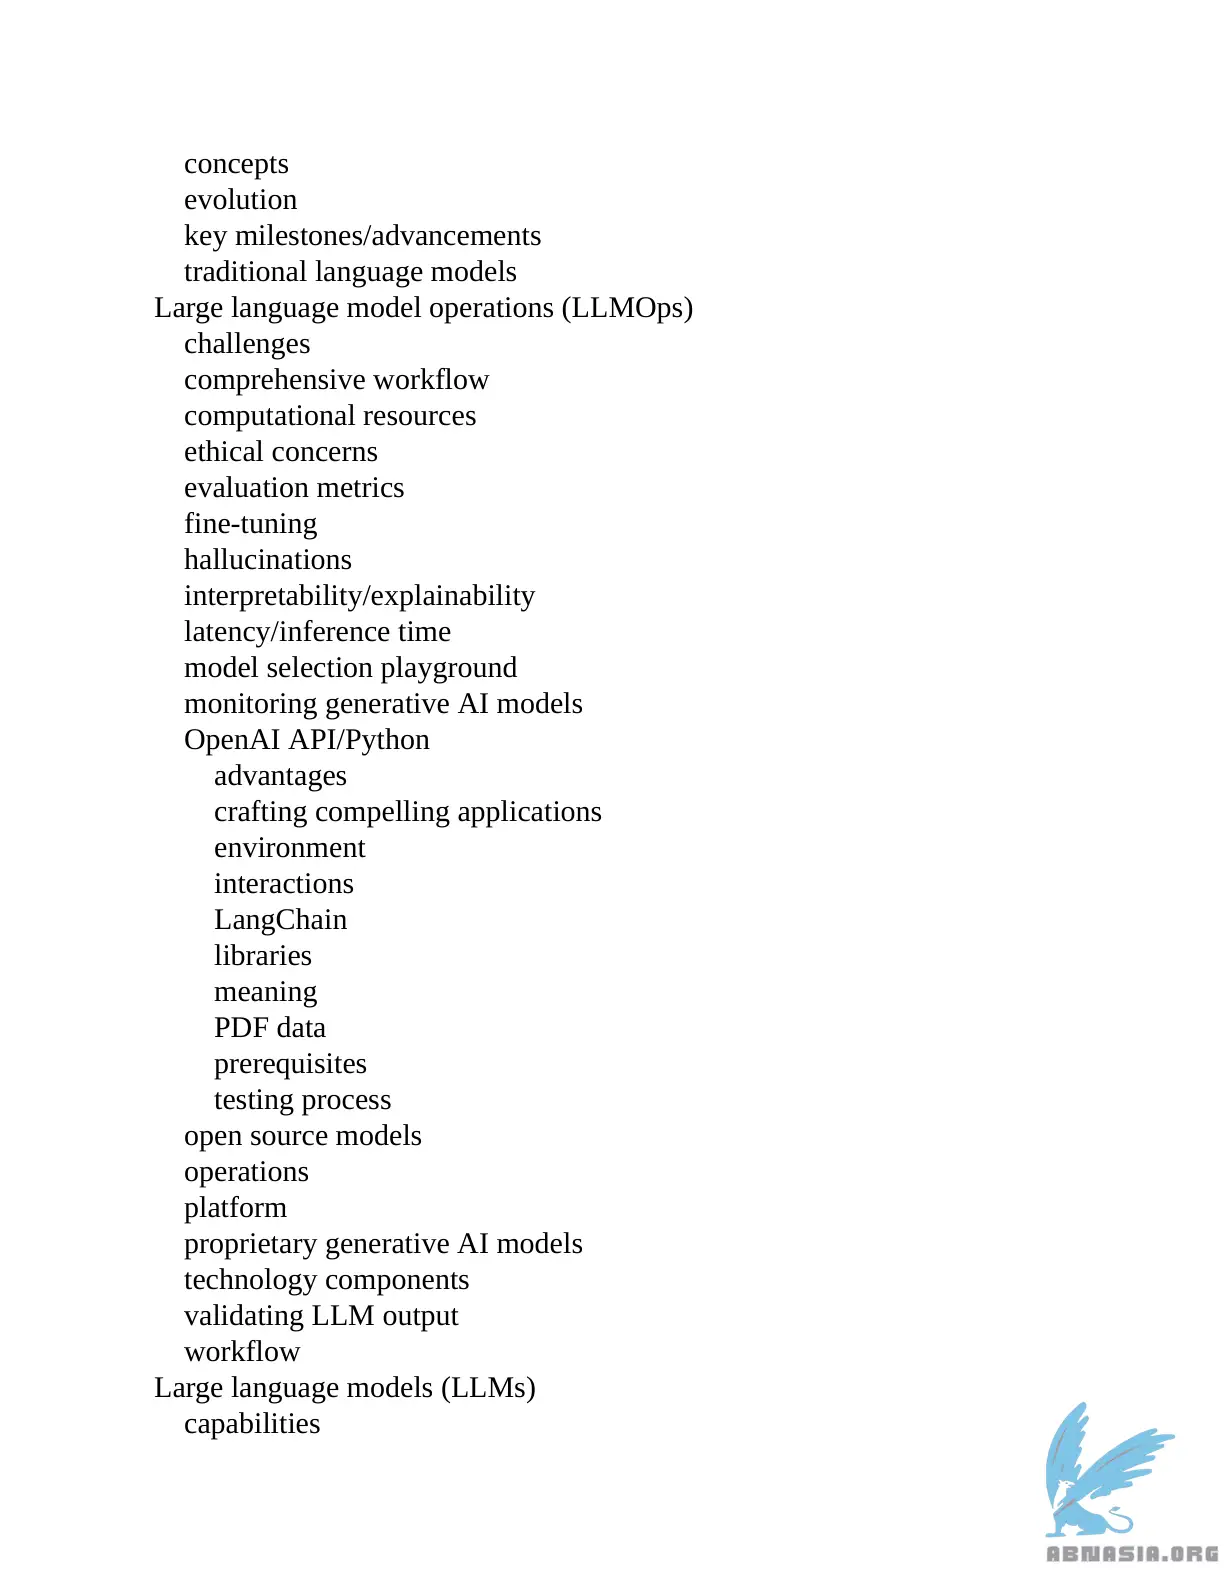 concepts
evolution
key milestones/advancements
traditional language models
Large language model operations (LLMOps)
challenges
comprehensive workflow
computational resources
ethical concerns
evaluation metrics
fine-tuning
hallucinations
interpretability/explainability
latency/inference time
model selection playground
monitoring generative AI models
OpenAI API/Python
advantages
crafting compelling applications
environment
interactions
LangChain
libraries
meaning
PDF data
prerequisites
testing process
open source models
operations
platform
proprietary generative AI models
technology components
validating LLM output
workflow
Large language models (LLMs)
capabilities
ABNASIA.ORG